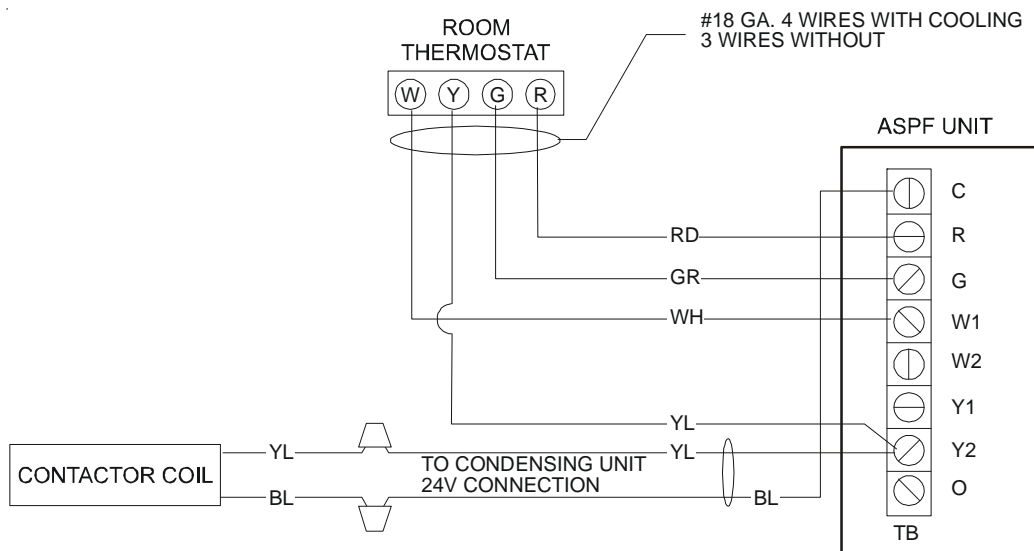 #18 GA. 4 WIRES WITH COOLING
3 WIRES WITHOUT
ROOM
THERMOSTAT
W Y G R
ASPF UNIT
C
RD R
GR G
WH W1
W2
Y1
YL
YL YL Y2
CONTACTOR COIL
TO CONDENSING UNIT
24V CONNECTION
BL BL O
TB